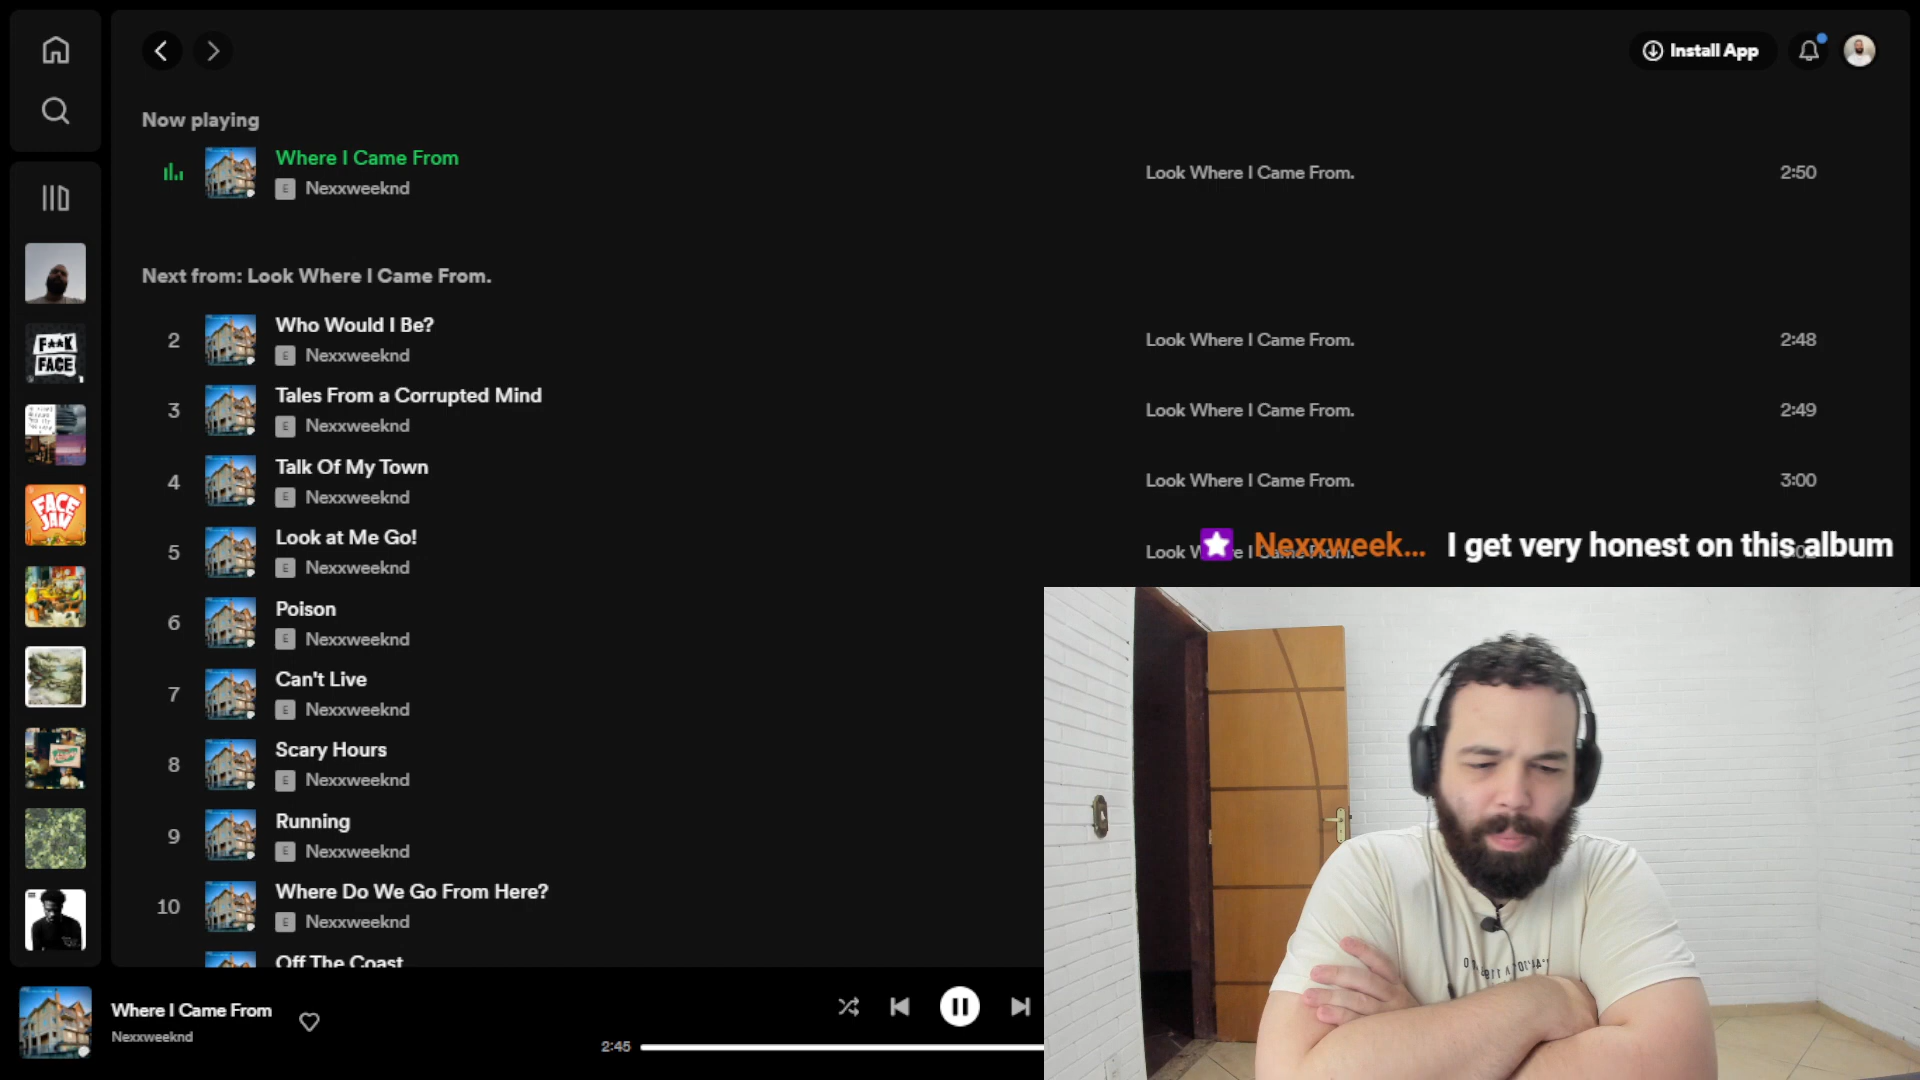 Install App
Now playing
Where I Came From
E Nexxweeknd
Look Where I Came From.
2:50
Next from: Look Where I Came From.
2
Who Would I Be?
E Nexxweeknd
Look Where I Came From.
2:48
3
Tales From a Corrupted Mind
E Nexxweeknd
Look Where I Came From.
2:49
4
Talk Of My Town
E Nexxweeknd
Look Where I Came From.
3:00
5
Look at Me Go!
E Nexxweeknd
Nexxweek... I get very honest on this album
6
Poison
E Nexxweeknd
7
Can't Live
E Nexxweeknd
8
Scary Hours
E Nexxweeknd
9
Running
E Nexxweeknd
10
Where Do We Go From Here?
E Nexxweeknd
Off The Coast
F**K
FACE
FACE
JAM
Where I Came From
Nexxweeknd
2:45